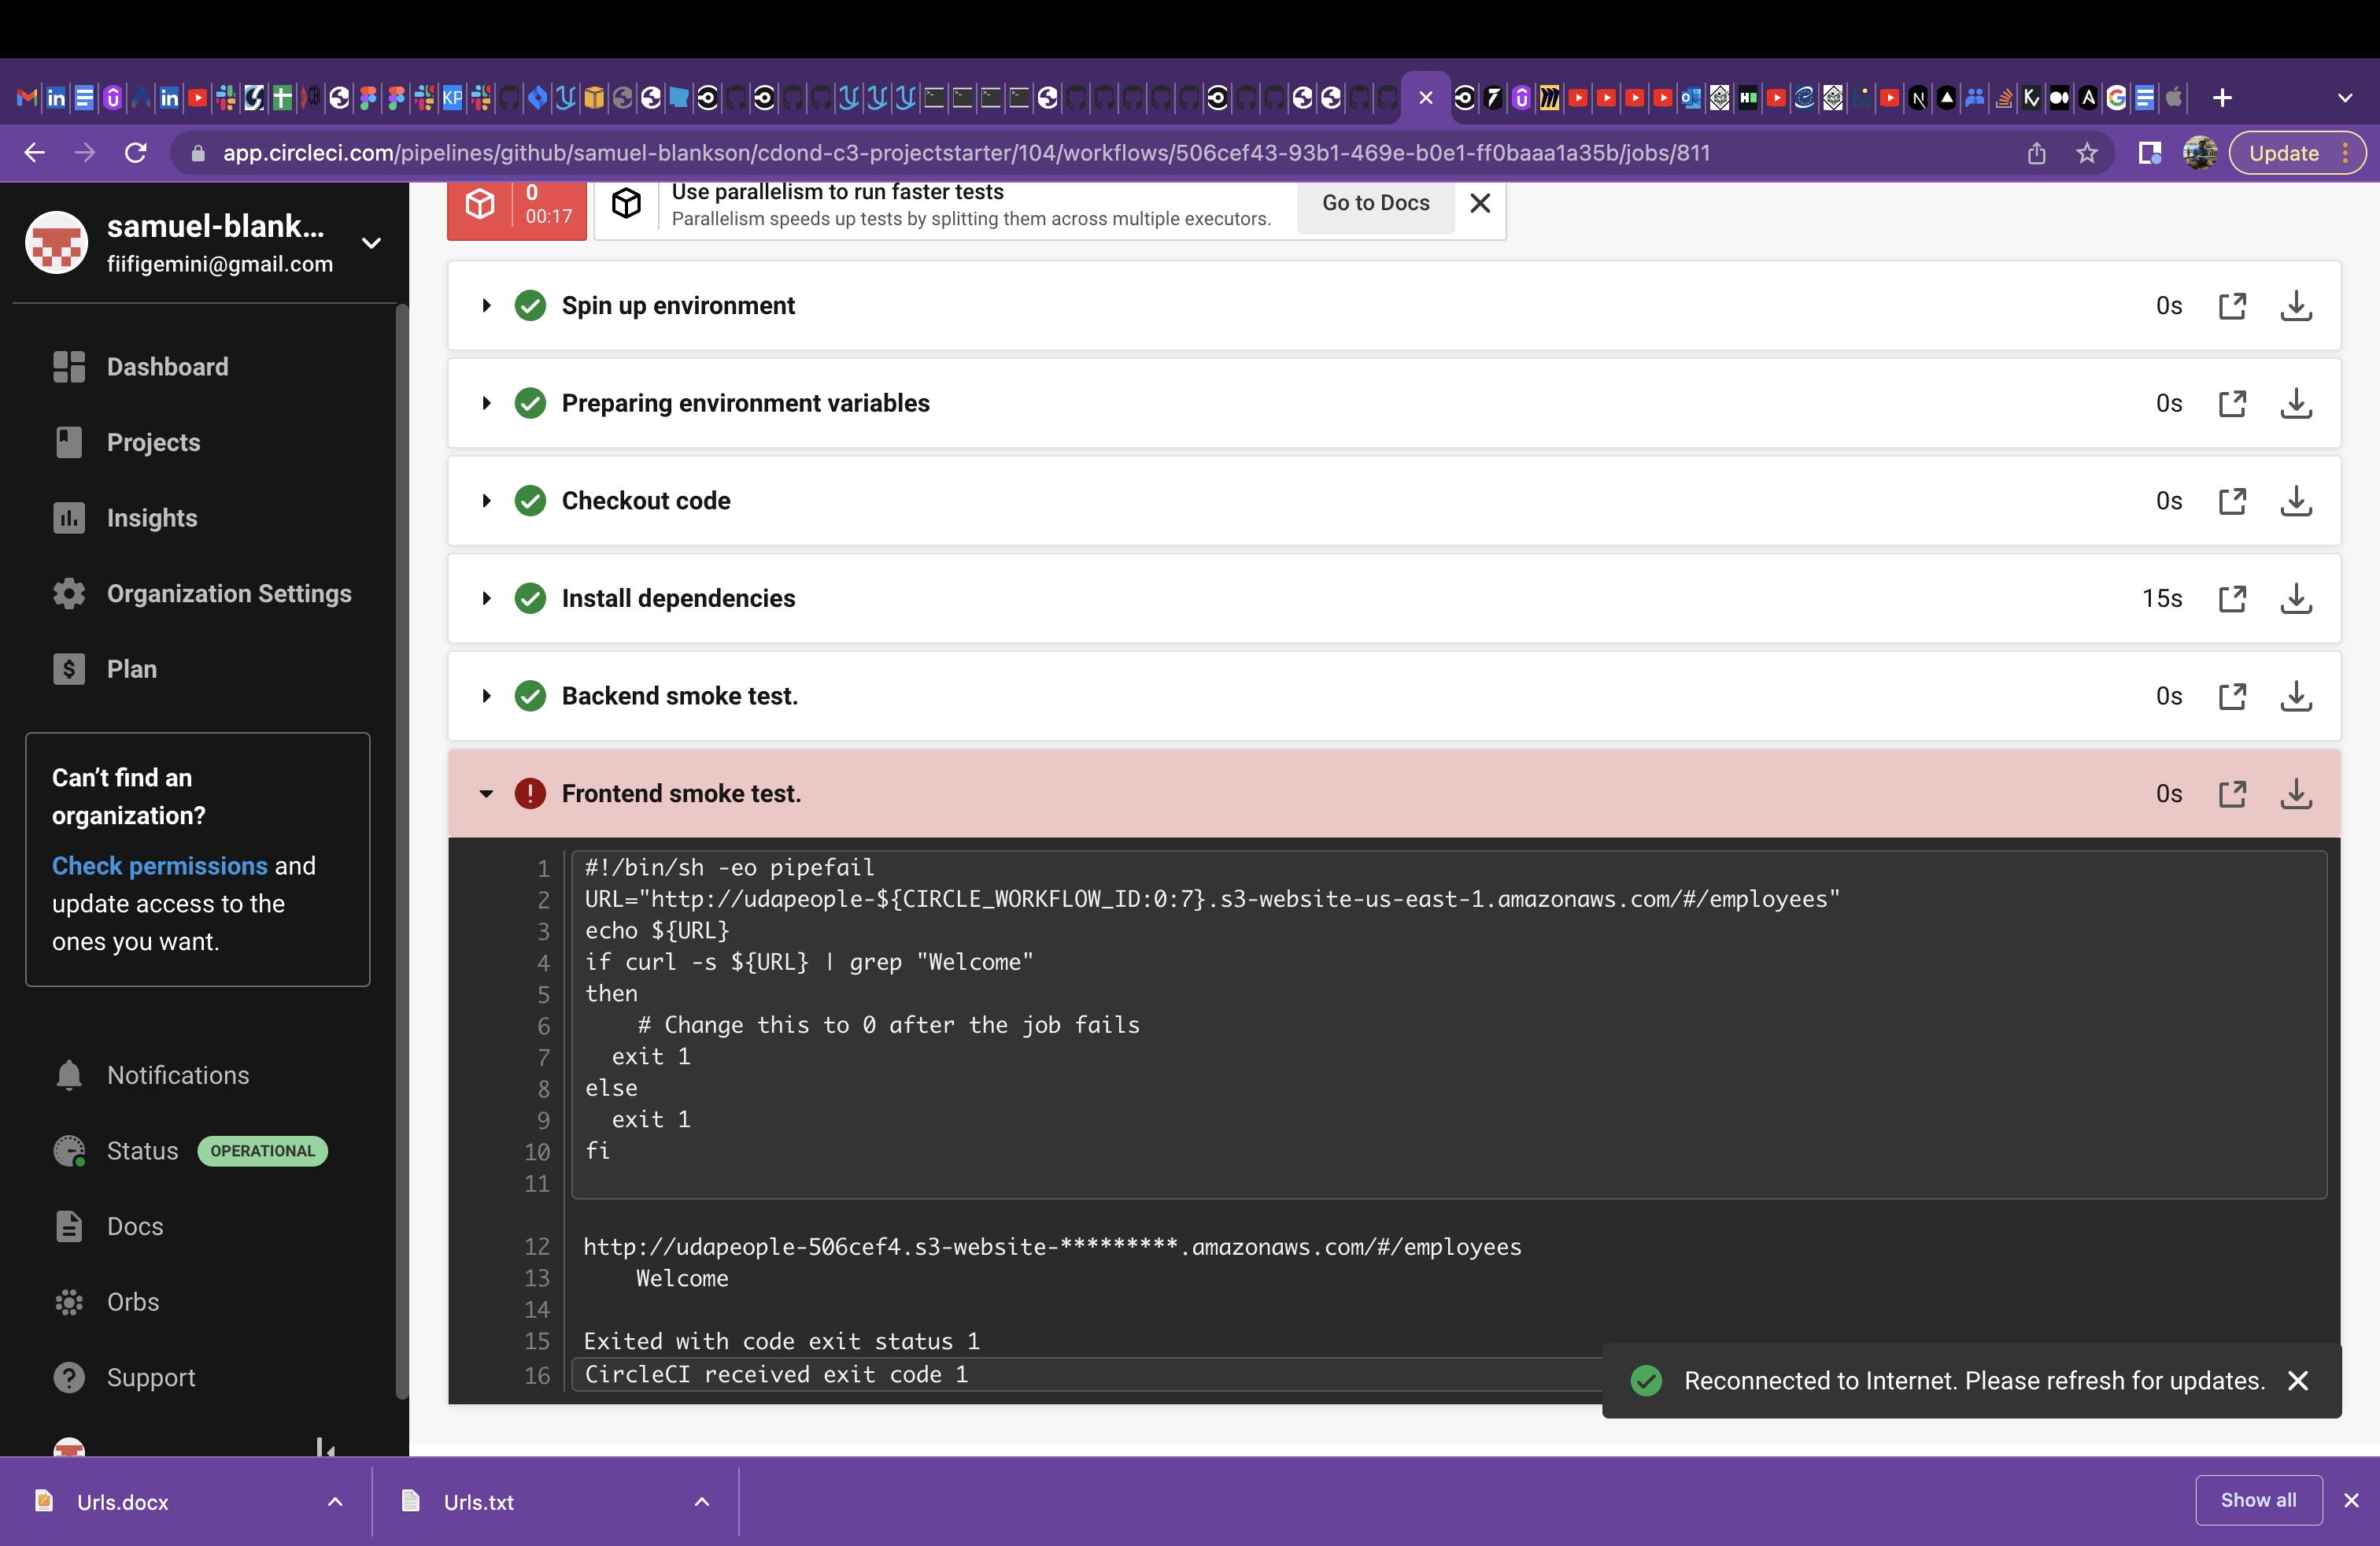 KP
app.circleci.com/pipelines/github/samuel-blankson/cdond-c3-projectstarter/104/workflows/506cef43-93b1-469e-b0e1-ff0baaa1a35b/jobs/811
Update
samuel-blank...
fiifigemini@gmail.com
Dashboard
Projects
Insights
Organization Settings
Plan
Can't find an
organization?
Check permissions and
update access to the
ones you want.
Notifications
Status OPERATIONAL
Docs
Orbs
Support
0
00:17
Use parallelism to run faster tests
Parallelism speeds up tests by splitting them across multiple executors.
Go to Docs
Spin up environment 0s
Preparing environment variables 0s
Checkout code 0s
Install dependencies 15s
Backend smoke test. 0s
Frontend smoke test. 0s
1 #!/bin/sh -eo pipefail
2 URL="http://udapeople-${CIRCLE_WORKFLOW_ID:0:7}.s3-website-us-east-1.amazonaws.com/#/employees"
3 echo ${URL}
4 if curl -s ${URL} | grep "Welcome"
5 then
6     # Change this to 0 after the job fails
7   exit 1
8 else
9   exit 1
10 fi
11
12 http://udapeople-506cef4.s3-website-*********.amazonaws.com/#/employees
13     Welcome
14
15 Exited with code exit status 1
16 CircleCI received exit code 1
Reconnected to Internet. Please refresh for updates.
Urls.docx
Urls.txt
Show all